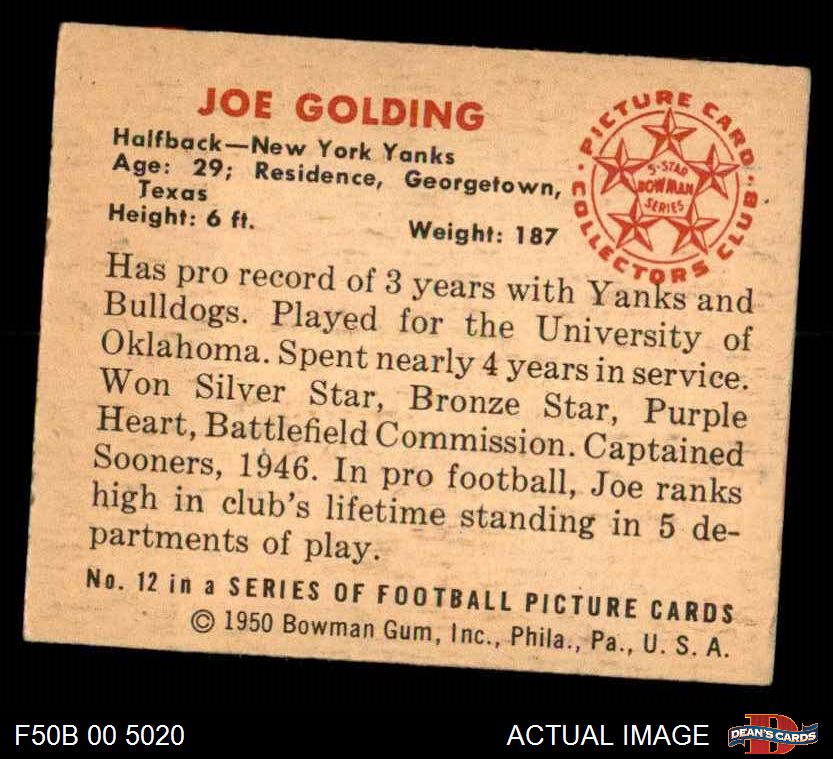 JOE GOLDING
Halfback—New York Yanks
Age: 29; Residence, Georgetown,
Texas
Height: 6 ft. Weight: 187
PICTURE CARD
COLLECTORS CLUB
5-STAR
BOWMAN
SERIES
Has pro record of 3 years with Yanks and
Bulldogs. Played for the University of
Oklahoma. Spent nearly 4 years in service.
Won Silver Star, Bronze Star, Purple
Heart, Battlefield Commission. Captained
Sooners, 1946. In pro football, Joe ranks
high in club's lifetime standing in 5 de-
partments of play.
No. 12 in a SERIES OF FOOTBALL PICTURE CARDS
© 1950 Bowman Gum, Inc., Phila., Pa., U. S. A.
F50B 00 5020 ACTUAL IMAGE
DEAN'S CARDS